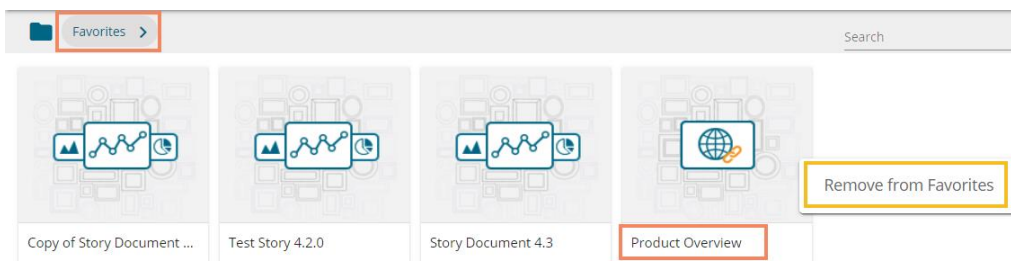 Favorites
Search
Remove from Favorites
Copy of Story Document ...
Test Story 4.2.0
Story Document 4.3
Product Overview